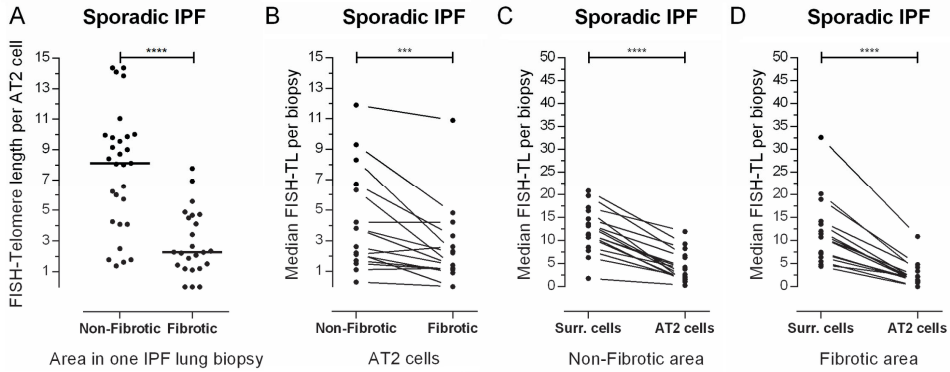 A
Sporadic IPF
FISH-Telomere length per AT2 cell
15
13
11
9
7
5
3
1
****
Non-Fibrotic
Fibrotic
Area in one IPF lung biopsy
B
Sporadic IPF
Median FISH-TL per biopsy
15
13
11
9
7
5
3
1
***
Non-Fibrotic
Fibrotic
AT2 cells
C
Sporadic IPF
Median FISH-TL per biopsy
50
45
40
35
30
25
20
15
10
5
0
****
Surr. cells
AT2 cells
Non-Fibrotic area
D
Sporadic IPF
Median FISH-TL per biopsy
50
45
40
35
30
25
20
15
10
5
0
****
Surr. cells
AT2 cells
Fibrotic area